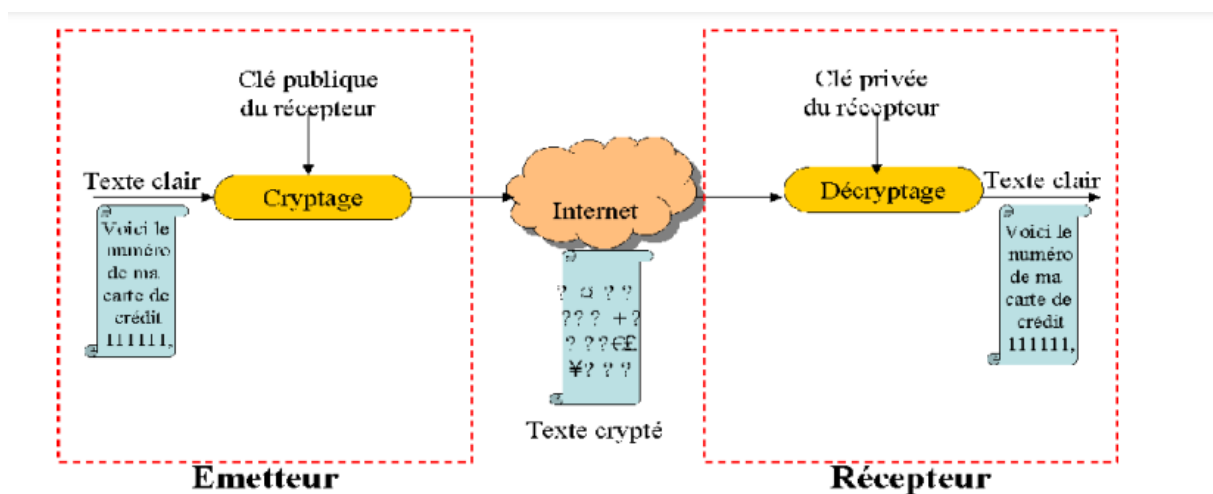 Clé publique
du récepteur
Texte clair
Cryptage
Voici le
numéro
de ma
carte de
crédit
111111,
Emetteur
Internet
? ¤ ? ?
? ? ? + ?
? ? ? € £
¥ ? ? ?
Texte crypté
Clé privée
du récepteur
Décryptage
Texte clair
Voici le
numéro
de ma
carte de
crédit
111111,
Récepteur